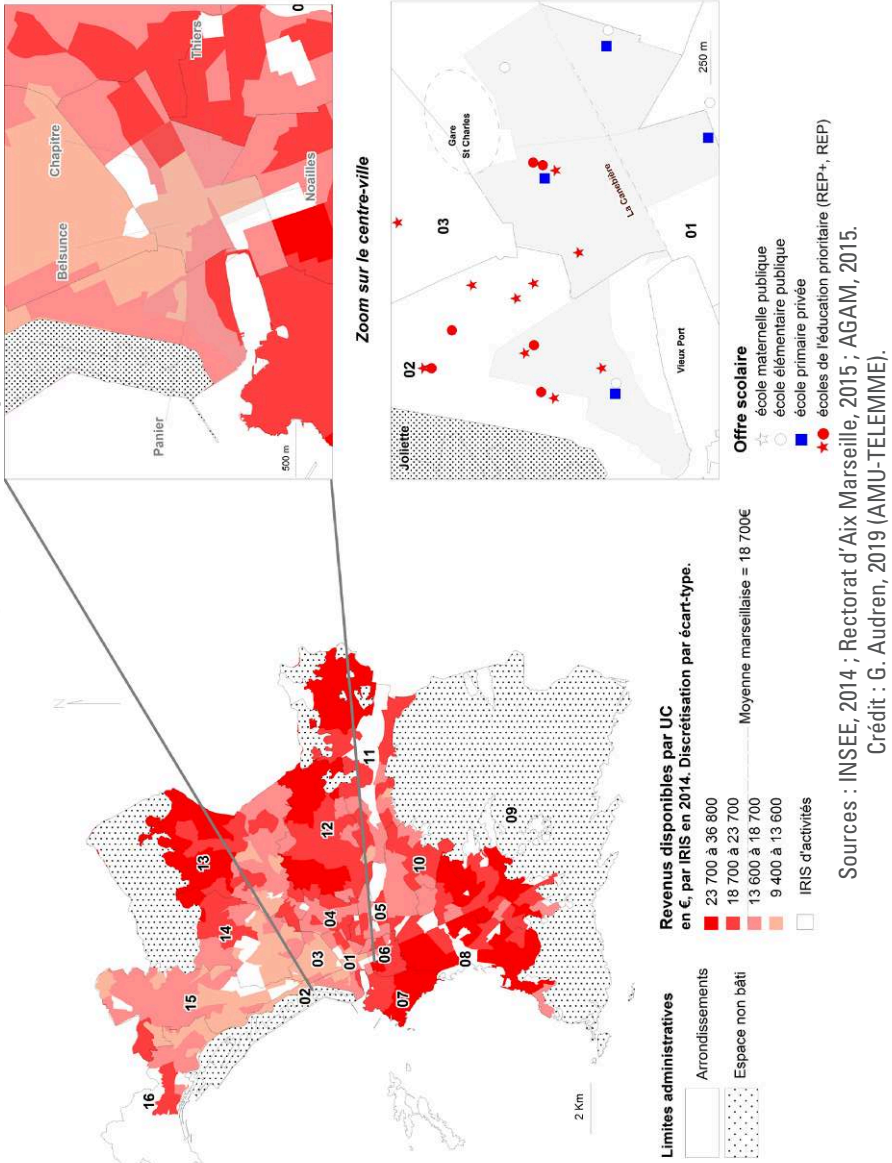 N
16
15
14
13
02
03
04
12
01
05
11
06
07
10
08
09
2 Km
Limites administratives
Arrondissements
Espace non bâti
Revenus disponibles par UC
en €, par IRIS en 2014. Discrétisation par écart-type.
23 700 à 36 800
18 700 à 23 700
Moyenne marseillaise = 18 700€
13 600 à 18 700
9 400 à 13 600
IRIS d'activités
Panier
Belsunce
Chapitre
Thiers
Noailles
500 m
0
Zoom sur le centre-ville
Joliette
02
03
Gare
St Charles
La Canebière
Vieux Port
01
250 m
Offre scolaire
école maternelle publique
école élémentaire publique
école primaire privée
écoles de l'éducation prioritaire (REP+, REP)
Sources : INSEE, 2014 ; Rectorat d'Aix Marseille, 2015 ; AGAM, 2015.
Crédit : G. Audren, 2019 (AMU-TELEMME).